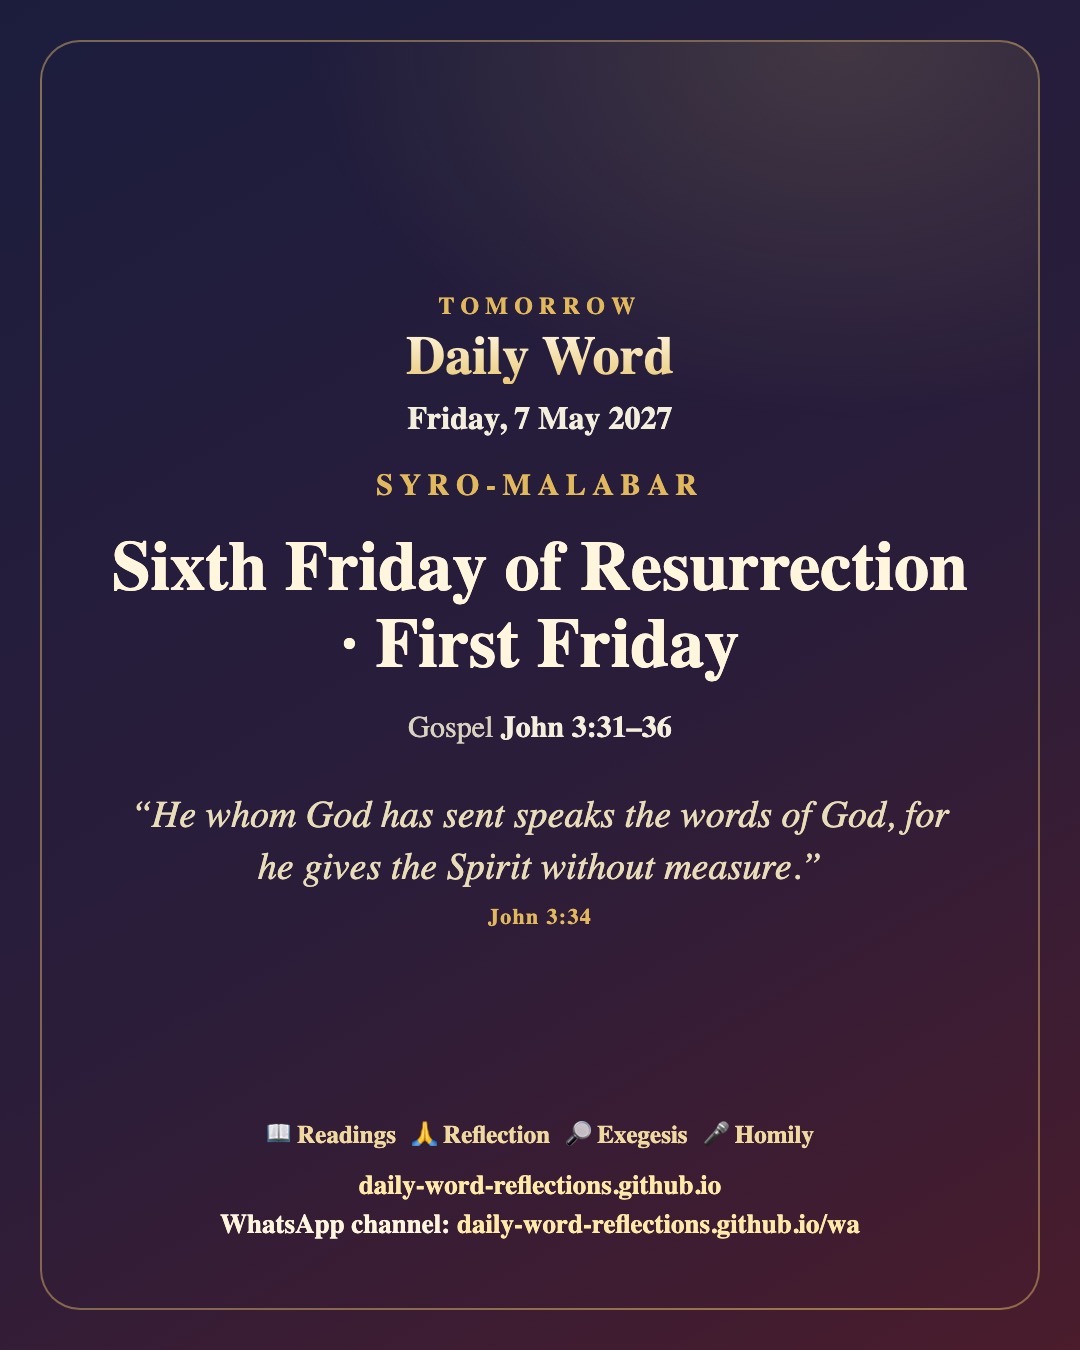 TOMORROW
Daily Word
Friday, 7 May 2027
SYRO-MALABAR
Sixth Friday of Resurrection
· First Friday
Gospel John 3:31–36
“He whom God has sent speaks the words of God, for
he gives the Spirit without measure.”
John 3:34
📖 Readings 🙏 Reflection 🔎 Exegesis 🎤 Homily
daily-word-reflections.github.io
WhatsApp channel: daily-word-reflections.github.io/wa